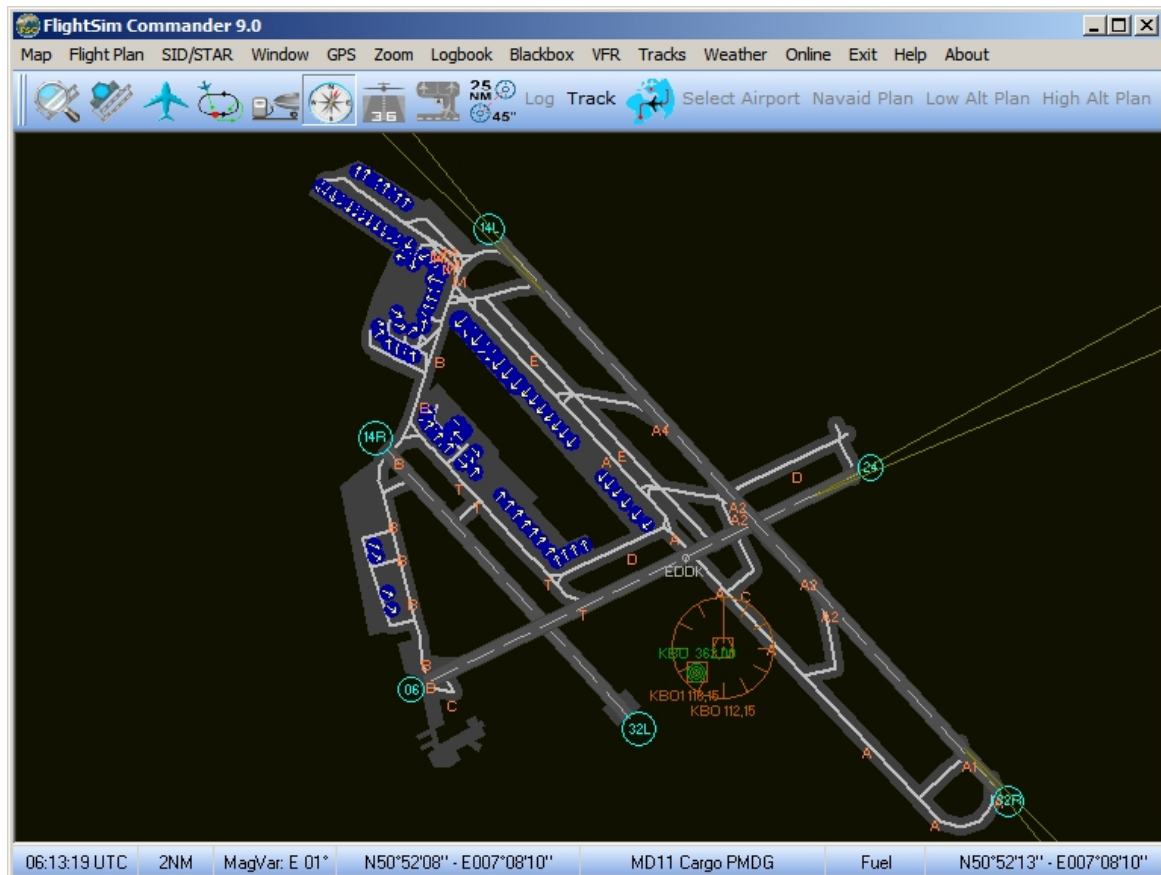 FlightSim Commander 9.0
Map Flight Plan SID/STAR Window GPS Zoom Logbook Blackbox VFR Tracks Weather Online Exit Help About
36 25 NM 45° Log Track Select Airport Navaid Plan Low Alt Plan High Alt Plan
14L
M
B E
B
14R A4
B A E 24
T D
T A2
B A2
A
B D
EDDK
T A2
B T A C A2
A
KBO
B
06 B KBO1
C KBO 112,15
32L
A A1
32R
A
06:13:19 UTC 2NM MagVar: E 01° N50°52'08" - E007°08'10" MD11 Cargo PMDG Fuel N50°52'13" - E007°08'10"